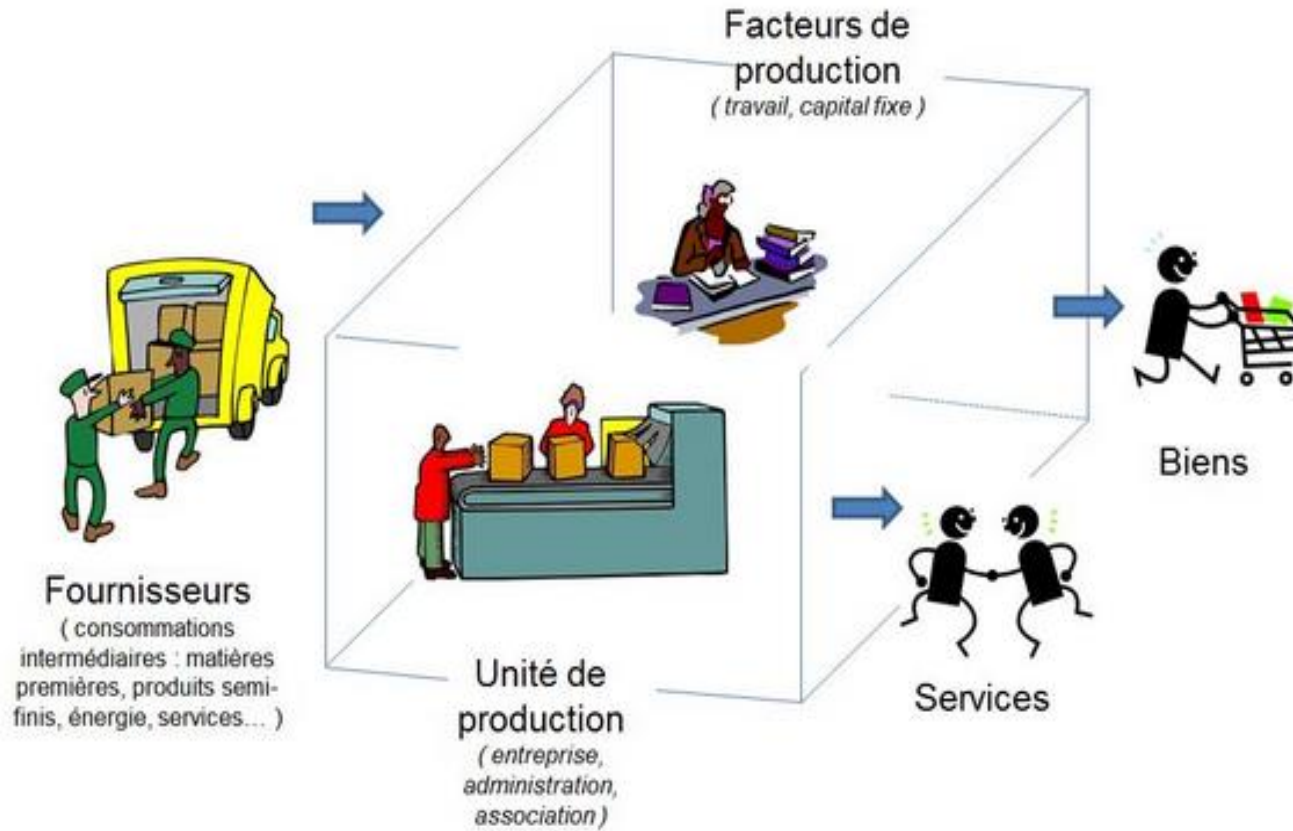 Facteurs de
production
( travail, capital fixe )
Fournisseurs
( consommations
intermédiaires : matières
premières, produits semi-
finis, énergie, services… )
Unité de
production
( entreprise,
administration,
association )
Biens
Services